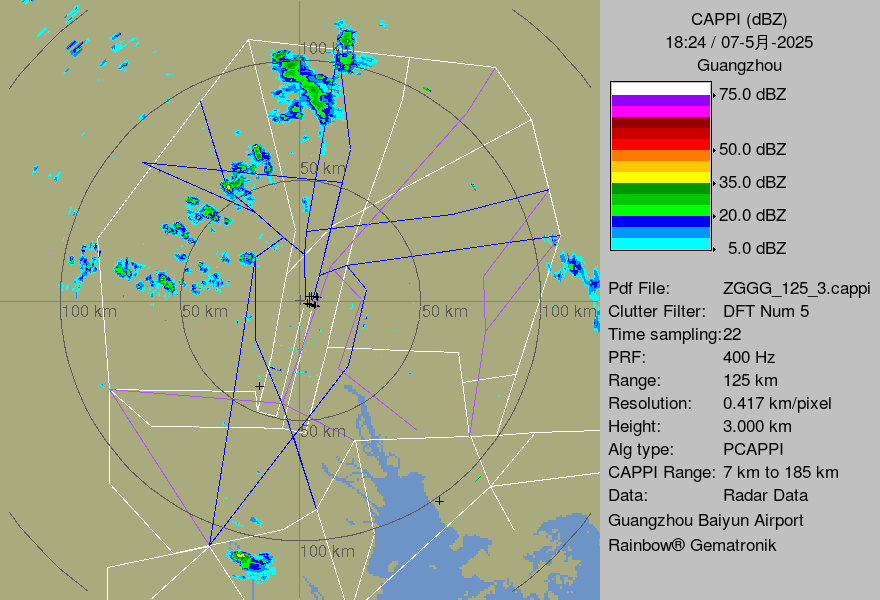 CAPPI (dBZ)
18:24 / 07-5月-2025
Guangzhou
75.0 dBZ
50.0 dBZ
35.0 dBZ
20.0 dBZ
5.0 dBZ
Pdf File: ZGGG_125_3.cappi
Clutter Filter: DFT Num 5
Time sampling:22
PRF: 400 Hz
Range: 125 km
Resolution: 0.417 km/pixel
Height: 3.000 km
Alg type: PCAPPI
CAPPI Range: 7 km to 185 km
Data: Radar Data
Guangzhou Baiyun Airport
Rainbow® Gematronik
100 km
50 km
100 km
50 km
50 km
100 km
50 km
100 km